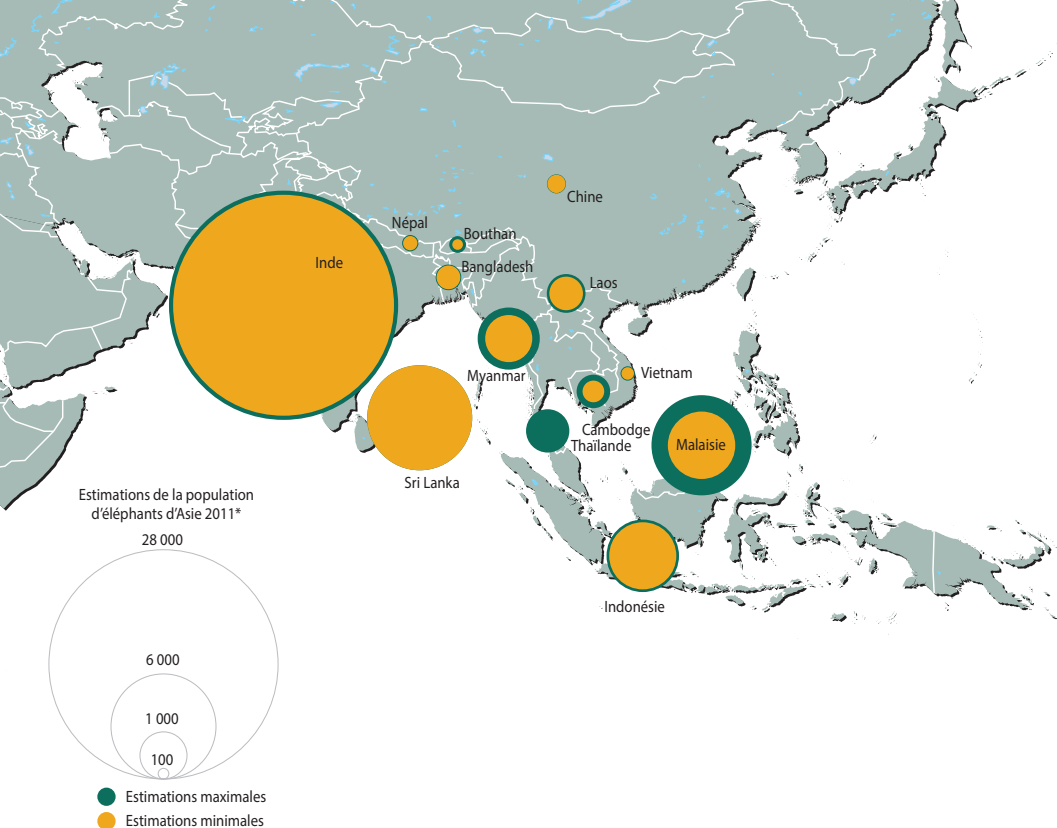 Chine
Népal
Bouthan
Inde
Bangladesh
Laos
Myanmar
Vietnam
Cambodge
Thaïlande
Malaisie
Sri Lanka
Indonésie
Estimations de la population
d'éléphants d'Asie 2011*
28 000
6 000
1 000
100
Estimations maximales
Estimations minimales